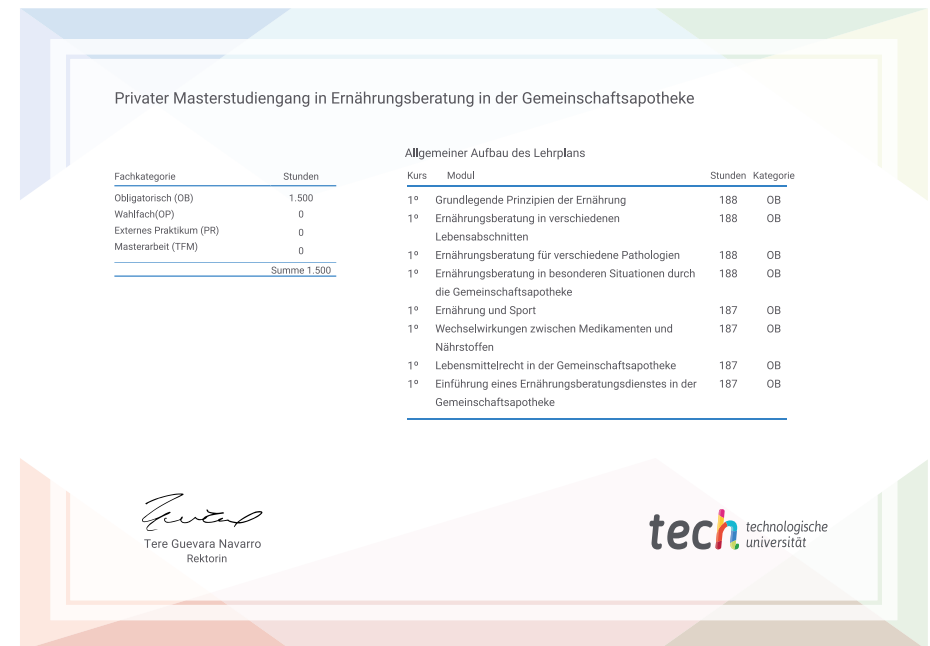 Privater Masterstudiengang in Ernährungsberatung in der Gemeinschaftsapotheke
Fachkategorie Stunden
Obligatorisch (OB) 1.500
Wahlfach(OP) 0
Externes Praktikum (PR) 0
Masterarbeit (TFM) 0
Summe 1.500
Allgemeiner Aufbau des Lehrplans
Kurs Modul Stunden Kategorie
1º Grundlegende Prinzipien der Ernährung 188 OB
1º Ernährungsberatung in verschiedenen 188 OB
Lebensabschnitten
1º Ernährungsberatung für verschiedene Pathologien 188 OB
1º Ernährungsberatung in besonderen Situationen durch 188 OB
die Gemeinschaftsapotheke
1º Ernährung und Sport 187 OB
1º Wechselwirkungen zwischen Medikamenten und 187 OB
Nährstoffen
1º Lebensmittelrecht in der Gemeinschaftsapotheke 187 OB
1º Einführung eines Ernährungsberatungsdienstes in der 187 OB
Gemeinschaftsapotheke
Tere Guevara Navarro
Rektorin
tech technologische
universität